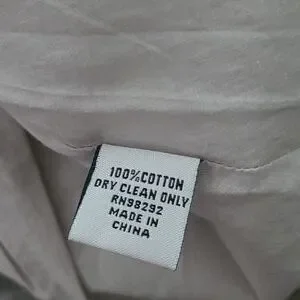 100%COTTON
DRY CLEAN ONLY
RN98292
MADE IN
CHINA